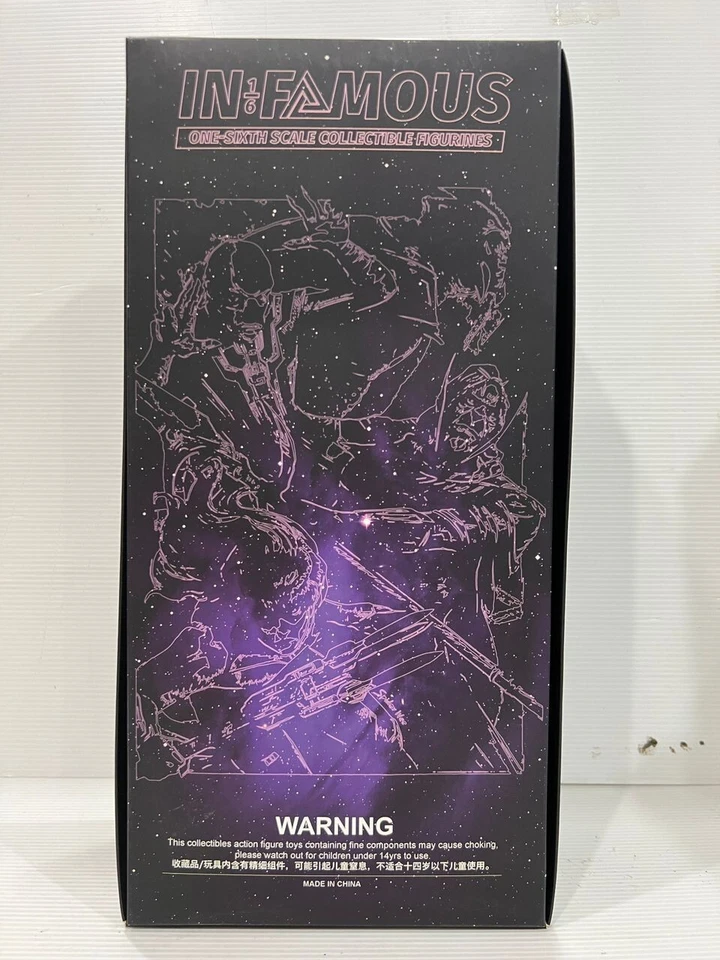 IN 1/6 FAMOUS
ONE-SIXTH SCALE COLLECTIBLE FIGURINES
WARNING
This collectibles action figure toys containing fine components may cause choking,
please watch out for children under 14yrs to use.
收藏品/玩具内含有精细组件，可能引起儿童窒息，不适合十四岁以下儿童使用。
MADE IN CHINA